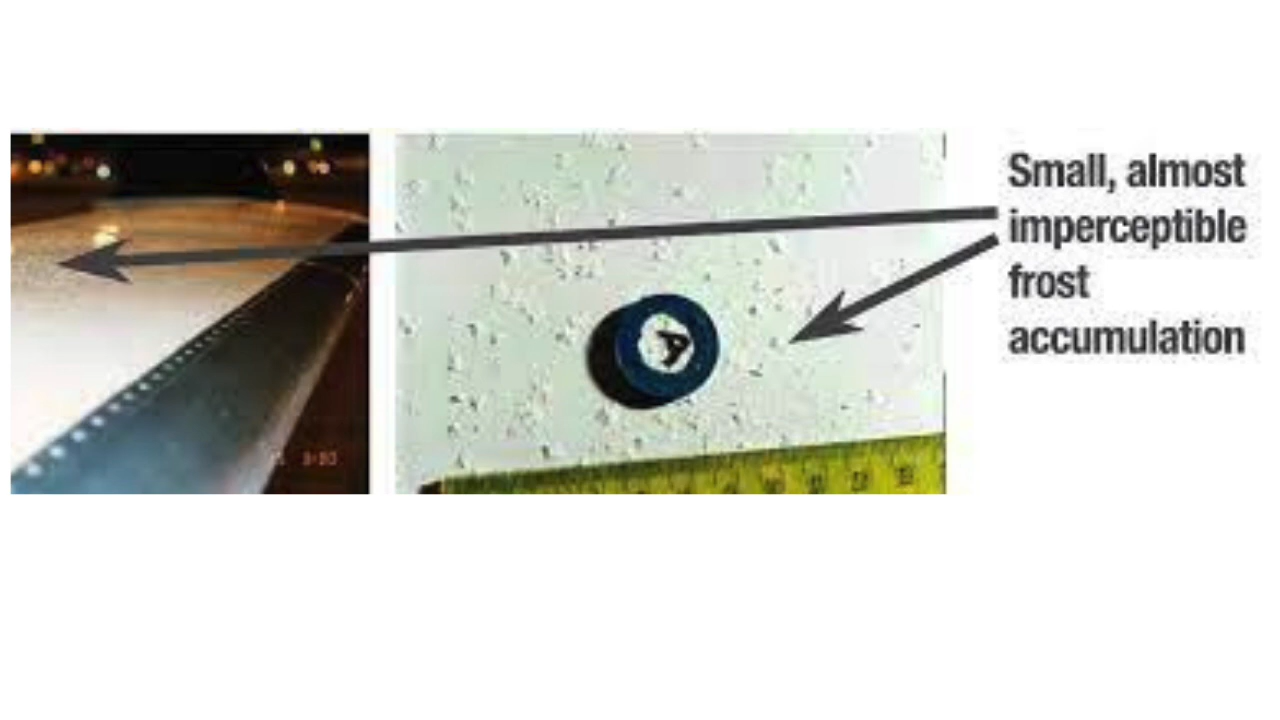 Small, almost
imperceptible
frost
accumulation
A